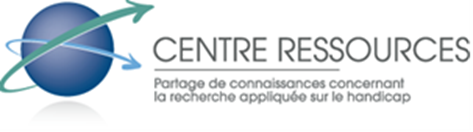 CENTRE RESSOURCES
Partage de connaissances concernant
la recherche appliquée sur le handicap